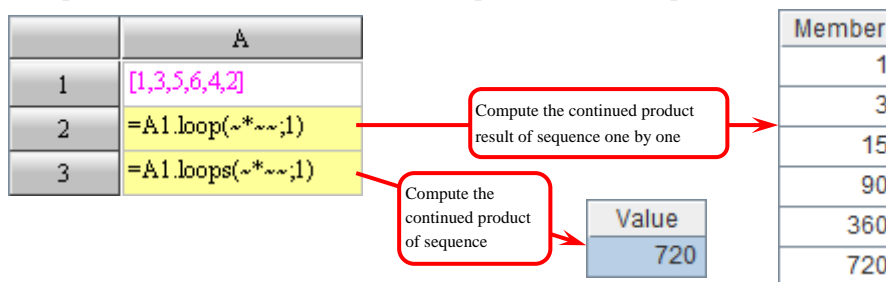 A
1 [1,3,5,6,4,2]
2 =A1.loop(~*~~;1)
3 =A1.loops(~*~~;1)
Compute the continued product
result of sequence one by one
Compute the
continued product
of sequence
Value
720
Member
1
3
15
90
360
720